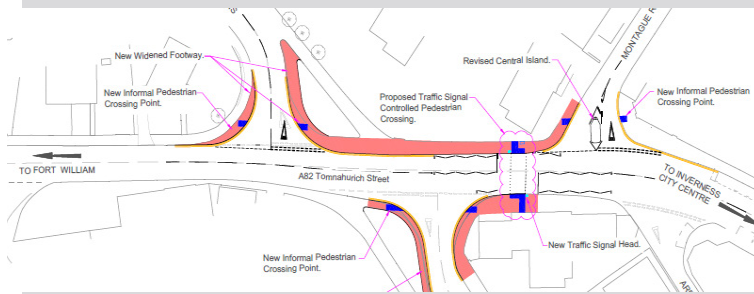 New Widened Footway.
New Informal Pedestrian
Crossing Point.
Proposed Traffic Signal
Controlled Pedestrian
Crossing.
Revised Central Island.
MONTAGUE R
New Informal Pedestrian
Crossing Point.
TO FORT WILLIAM
A82 Tomnahurich Street
TO INVERNESS
CITY CENTRE
New Informal Pedestrian
Crossing Point.
New Traffic Signal Head.